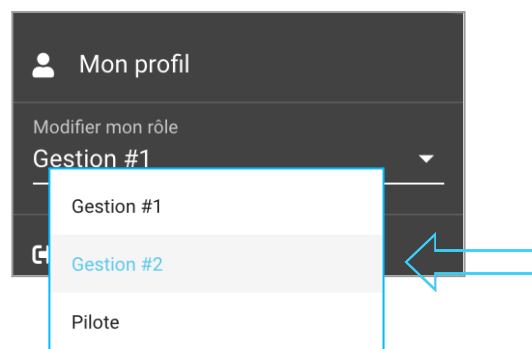 Mon profil
Modifier mon rôle
Gestion #1
Gestion #1
Gestion #2
Pilote